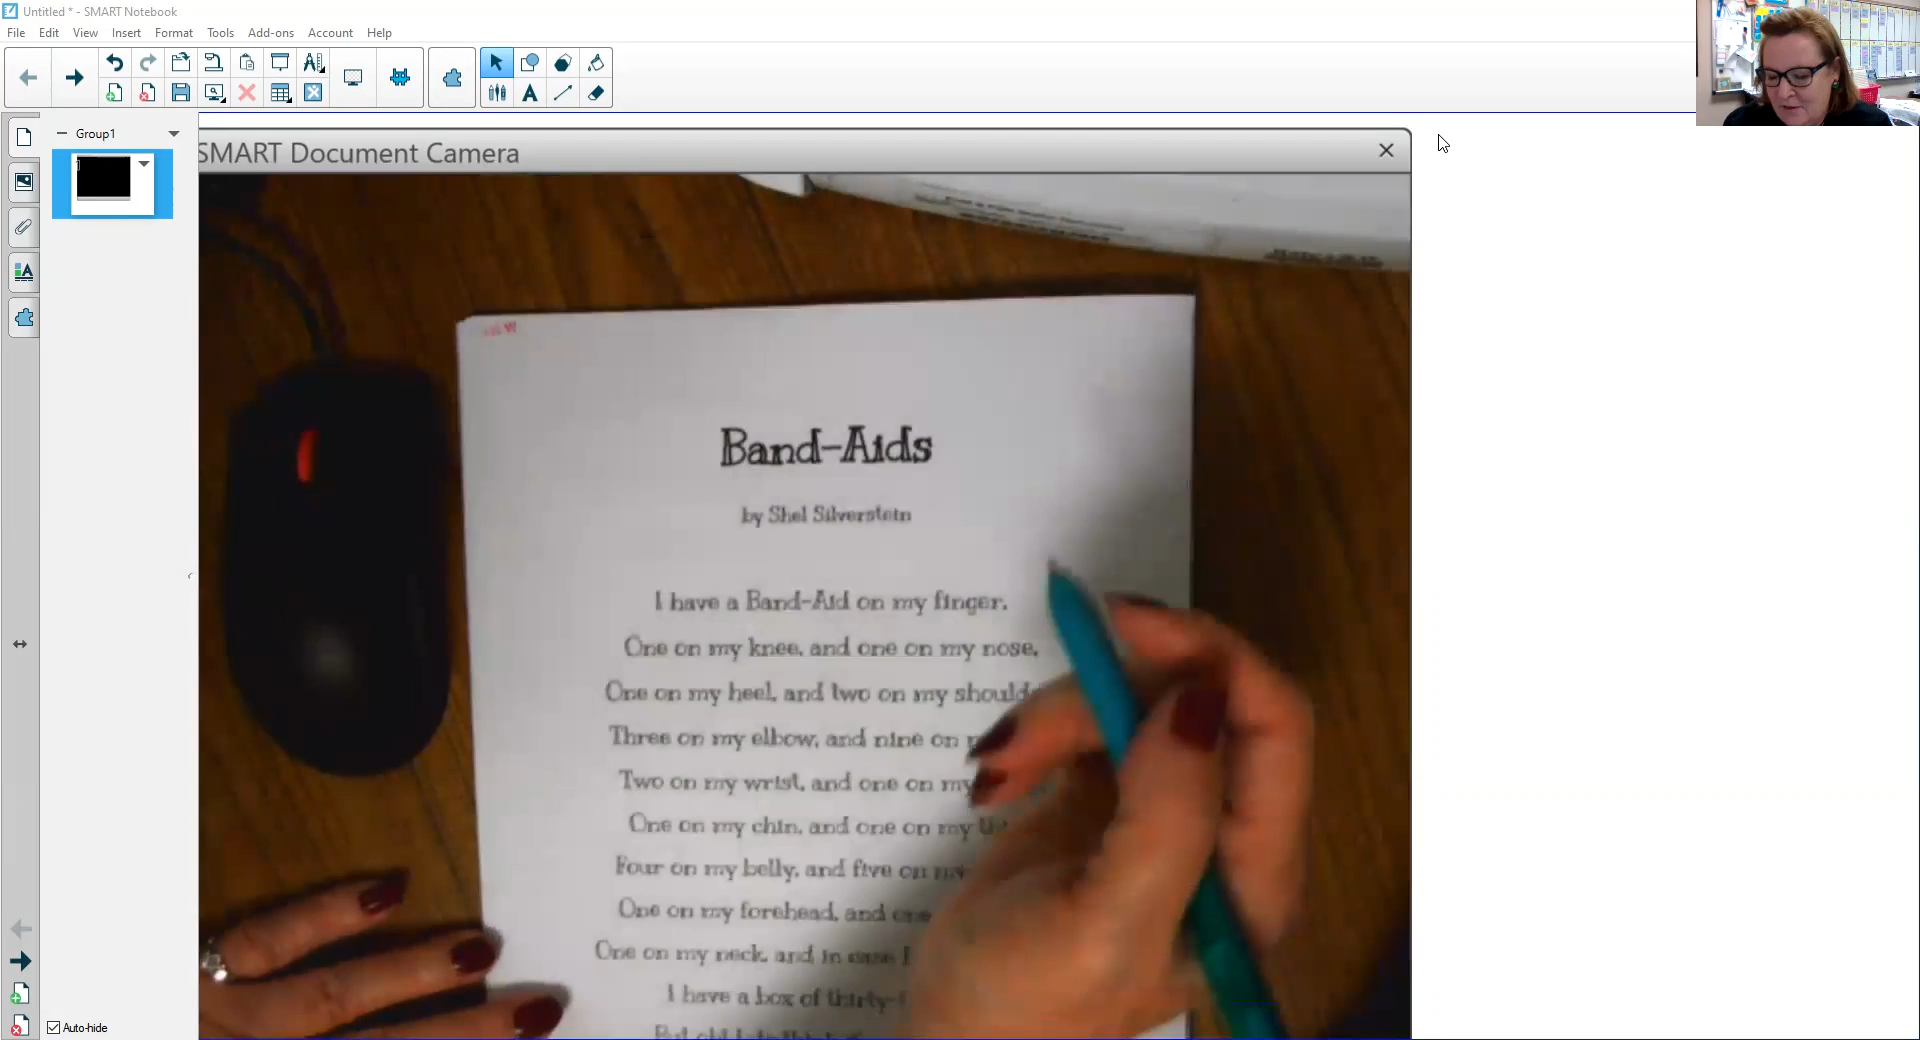 Untitled * - SMART Notebook
File Edit View Insert Format Tools Add-ons Account Help
Group1
SMART Document Camera
Band-Aids
by Shel Silverstein
I have a Band-Aid on my finger,
One on my knee, and one on my nose,
One on my heel, and two on my should
Three on my elbow, and nine on
Two on my wrist, and one on my
One on my chin, and one on my
Four on my belly, and five on my
One on my forehead, and one
One on my neck, and in case I
I have a box of thirty-
Auto-hide